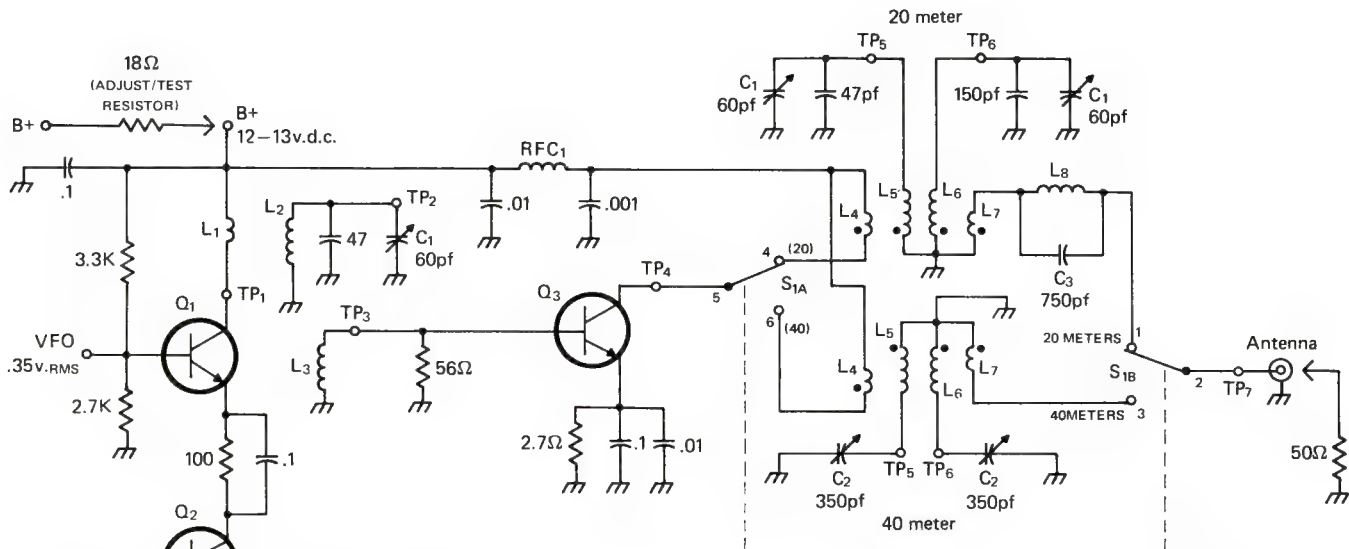 20 meter
TP5
TP6
C1
60pf
47pf
150pf
C1
60pf
18Ω
(ADJUST/TEST
RESISTOR)
B+
B+
12–13v.d.c.
.1
RFC1
.01
.001
L1
L2
47
TP2
C1
60pf
L4
L5
L6
L7
L8
C3
750pf
3.3K
TP1
Q1
VFO
.35v.RMS
2.7K
TP3
L3
56Ω
Q3
TP4
4
(20)
5
S1A
6
(40)
L4
L5
L6
L7
20 METERS
1
S1B
2
40METERS
3
TP7
Antenna
50Ω
100
.1
2.7Ω
.1
.01
C2
350pf
TP5
TP6
C2
350pf
40 meter
Q2